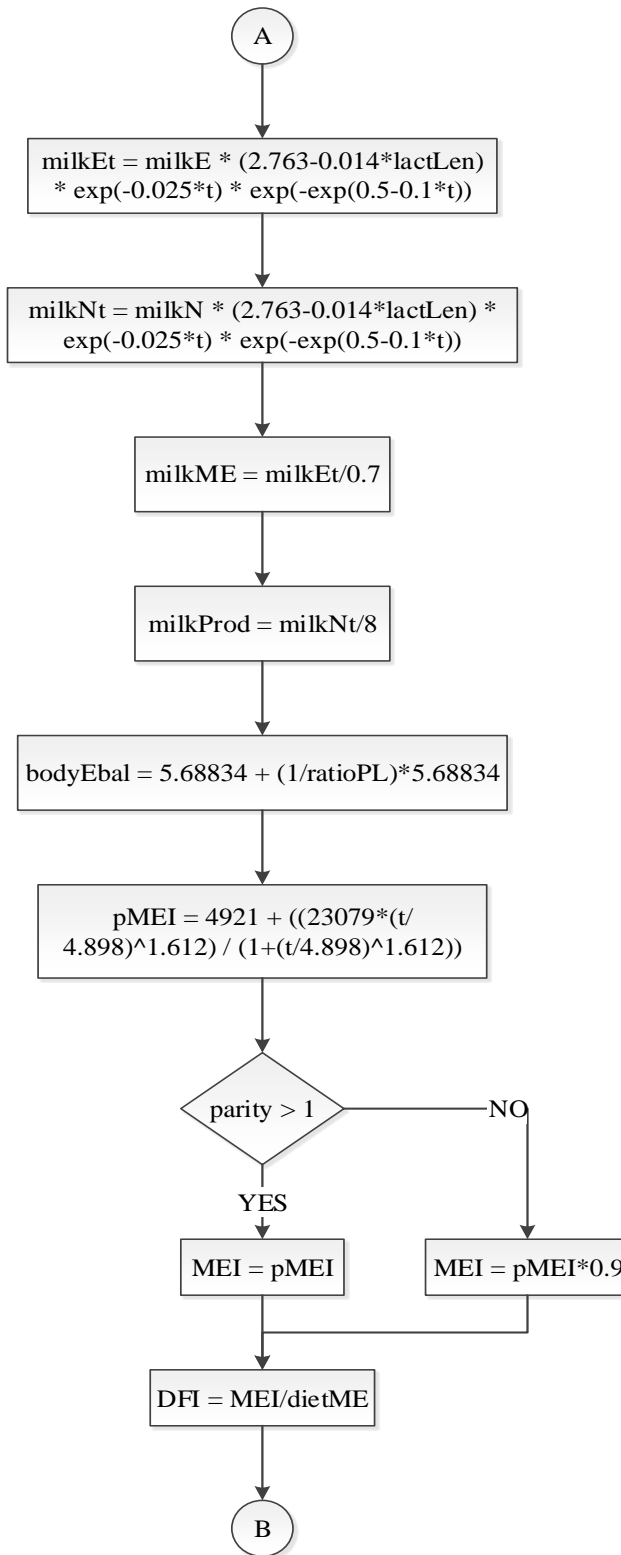 A
milkEt = milkE * (2.763-0.014*lactLen)
* exp(-0.025*t) * exp(-exp(0.5-0.1*t))
milkNt = milkN * (2.763-0.014*lactLen) *
exp(-0.025*t) * exp(-exp(0.5-0.1*t))
milkME = milkEt/0.7
milkProd = milkNt/8
bodyEbal = 5.68834 + (1/ratioPL)*5.68834
pMEI = 4921 + ((23079*(t/
4.898)^1.612) / (1+(t/4.898)^1.612))
parity > 1
NO
YES
MEI = pMEI
MEI = pMEI*0.9
DFI = MEI/dietME
B